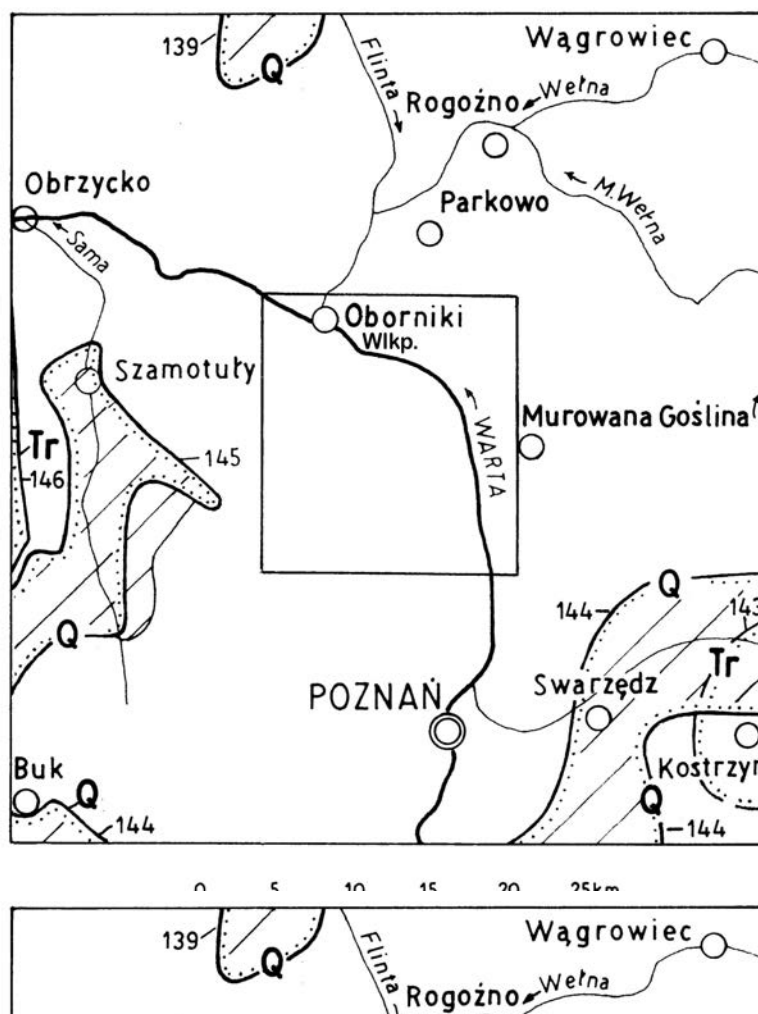 Wągrowiec
139
Q
Flinta
Wełna
Rogoźno
Obrzycko
Sama
Parkowo
M.Wełna
Oborniki
Wlkp.
Szamotuły
WARTA
Murowana Goślina
Tr
146
145
Q
144
Q
143
Tr
Swarzędz
POZNAŃ
Buk
Q
144
Kostrzyn
Q
144
0 5 10 15 20 25km
139
Q
Flinta
Wągrowiec
Wełna
Rogoźno